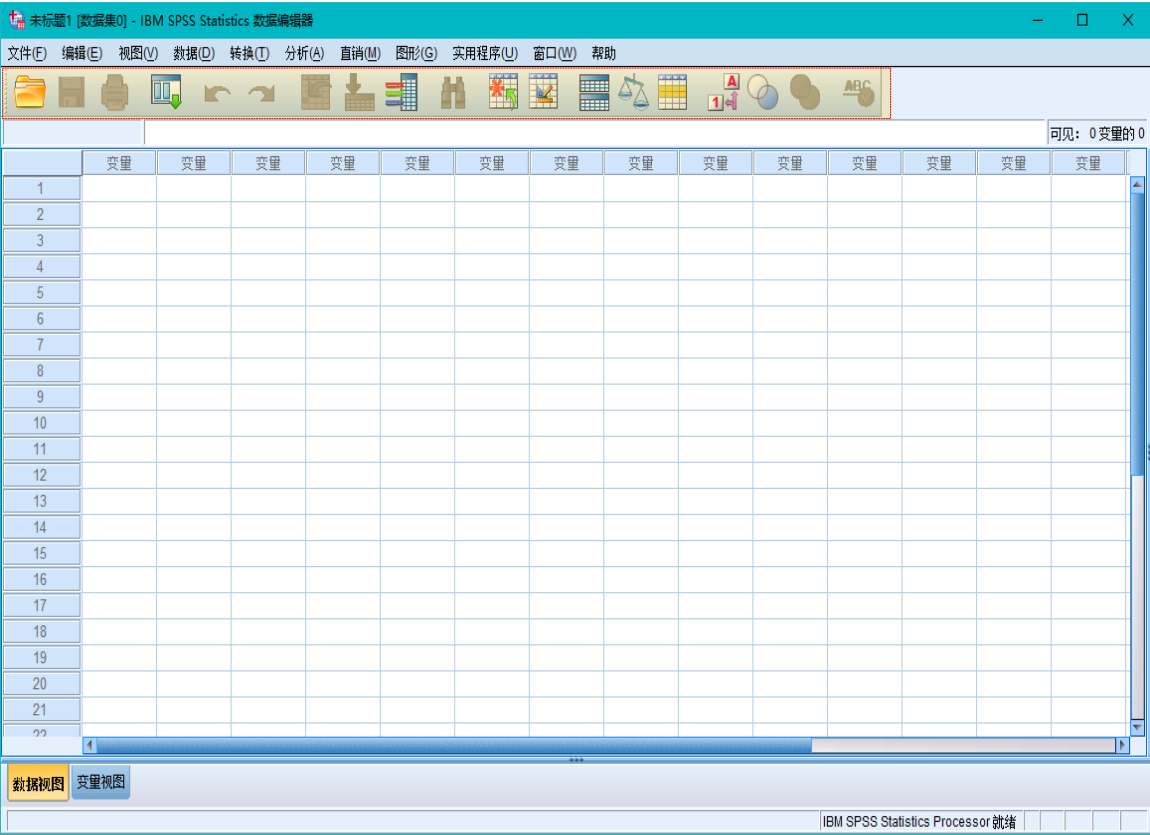 未标题1 [数据集0] - IBM SPSS Statistics 数据编辑器
文件(F) 编辑(E) 视图(V) 数据(D) 转换(T) 分析(A) 直销(M) 图形(G) 实用程序(U) 窗口(W) 帮助
A
1
ABC
可见: 0变量的 0
变量 变量 变量 变量 变量 变量 变量 变量 变量 变量 变量 变量 变量 变量
1
2
3
4
5
6
7
8
9
10
11
12
13
14
15
16
17
18
19
20
21
22
数据视图 变量视图
IBM SPSS Statistics Processor 就绪